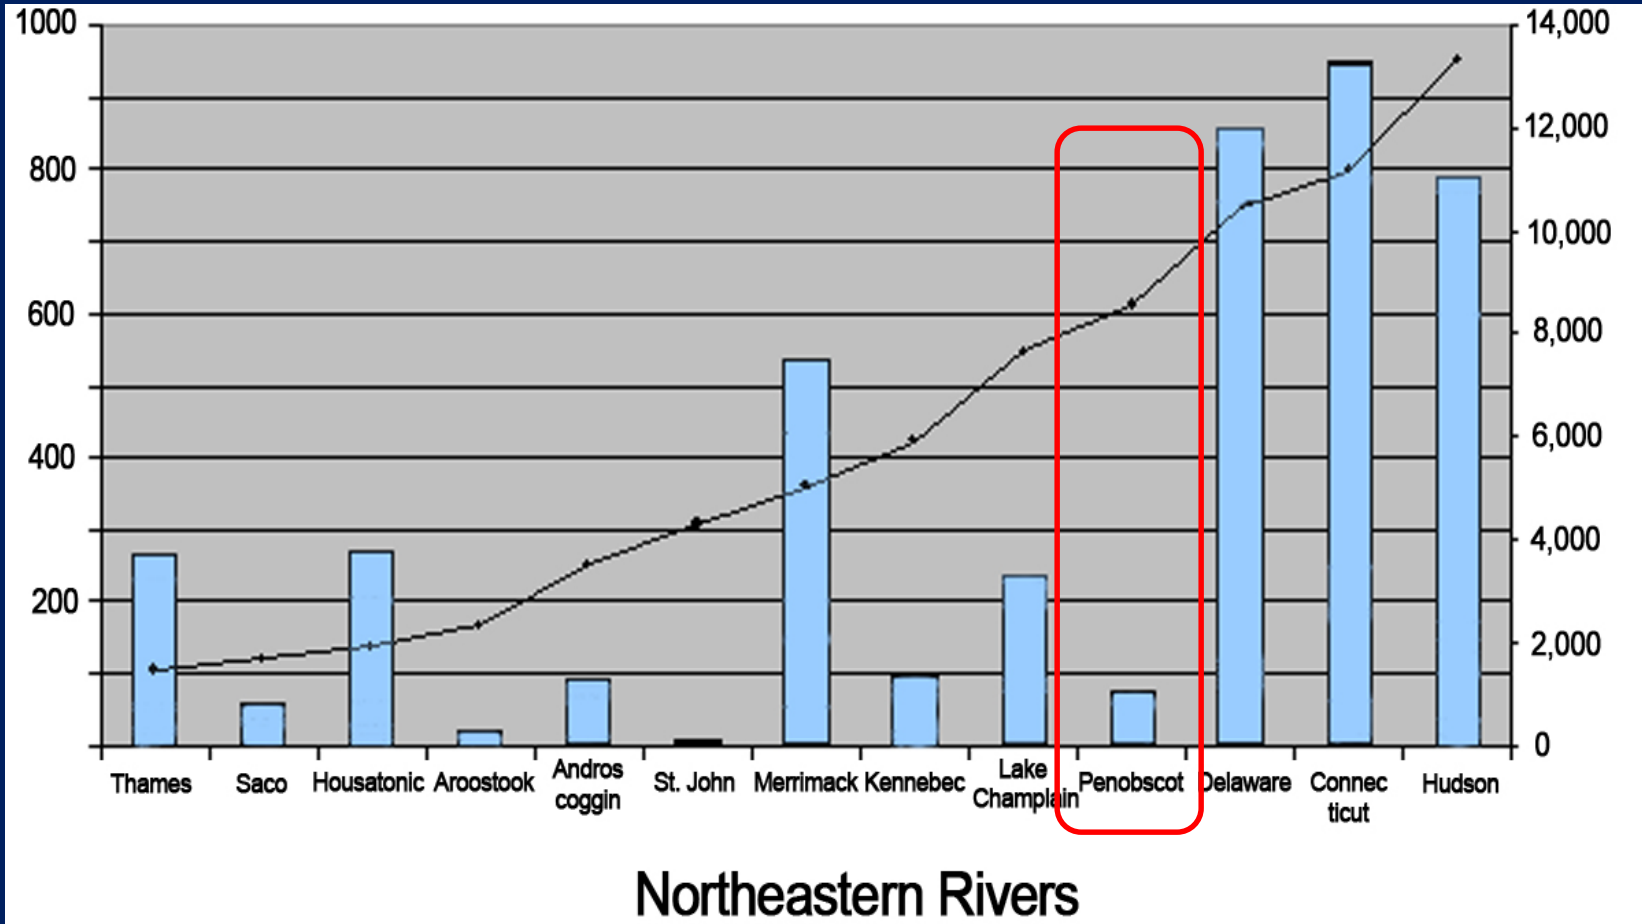 1000
800
600
400
200
14,000
12,000
10,000
8,000
6,000
4,000
2,000
0
Thames
Saco
Housatonic
Aroostook
Andros
coggin
St. John
Merrimack
Kennebec
Lake
Champlain
Penobscot
Delaware
Connec
ticut
Hudson
Northeastern Rivers